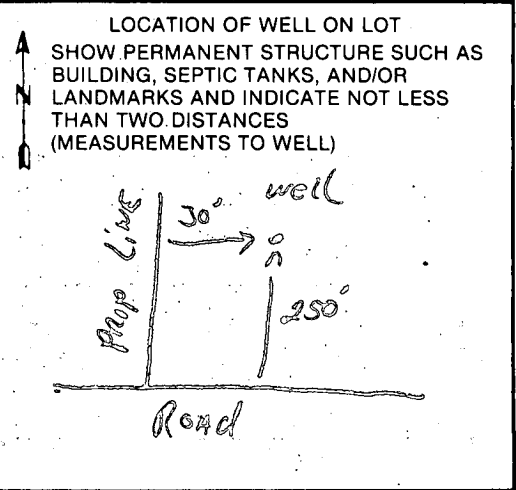 LOCATION OF WELL ON LOT
SHOW PERMANENT STRUCTURE SUCH AS
BUILDING, SEPTIC TANKS, AND/OR
LANDMARKS AND INDICATE NOT LESS
THAN TWO DISTANCES
(MEASUREMENTS TO WELL)
N
well
30'
Prop Line
250'
Road